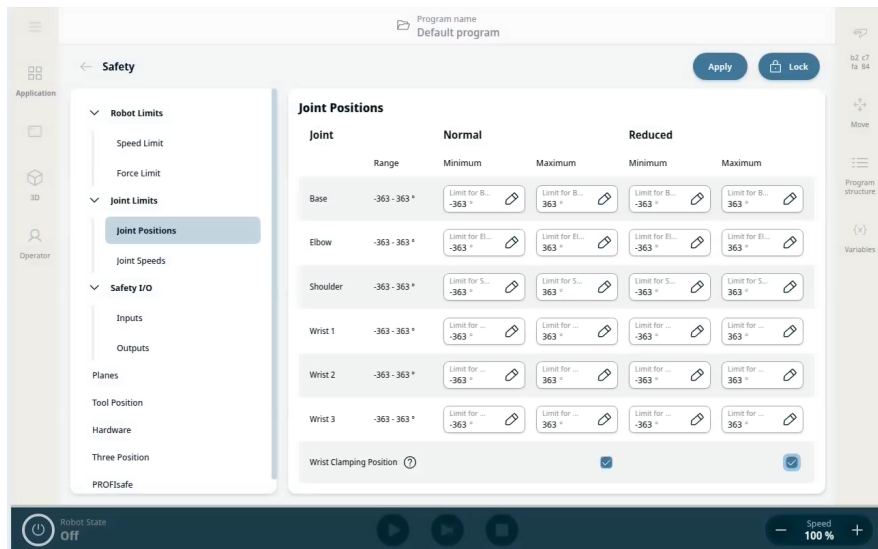 Program name
Default program
Safety
Apply
Lock
b2 c7
fa 84
Application
3D
Operator
Move
Program
structure
{x}
Variables
Robot Limits
Speed Limit
Force Limit
Joint Limits
Joint Positions
Joint Speeds
Safety I/O
Inputs
Outputs
Planes
Tool Position
Hardware
Three Position
PROFIsafe
Joint Positions
Joint Normal Reduced
Range Minimum Maximum Minimum Maximum
Limit for B... Limit for B... Limit for B... Limit for B...
Base -363 - 363 ° -363 ° 363 ° -363 ° 363 °
Limit for El... Limit for El... Limit for El... Limit for El...
Elbow -363 - 363 ° -363 ° 363 ° -363 ° 363 °
Limit for S... Limit for S... Limit for S... Limit for S...
Shoulder -363 - 363 ° -363 ° 363 ° -363 ° 363 °
Limit for ... Limit for ... Limit for ... Limit for ...
Wrist 1 -363 - 363 ° -363 ° 363 ° -363 ° 363 °
Limit for ... Limit for ... Limit for ... Limit for ...
Wrist 2 -363 - 363 ° -363 ° 363 ° -363 ° 363 °
Limit for ... Limit for ... Limit for ... Limit for ...
Wrist 3 -363 - 363 ° -363 ° 363 ° -363 ° 363 °
Wrist Clamping Position ?
Robot State
Off
Speed
100 %